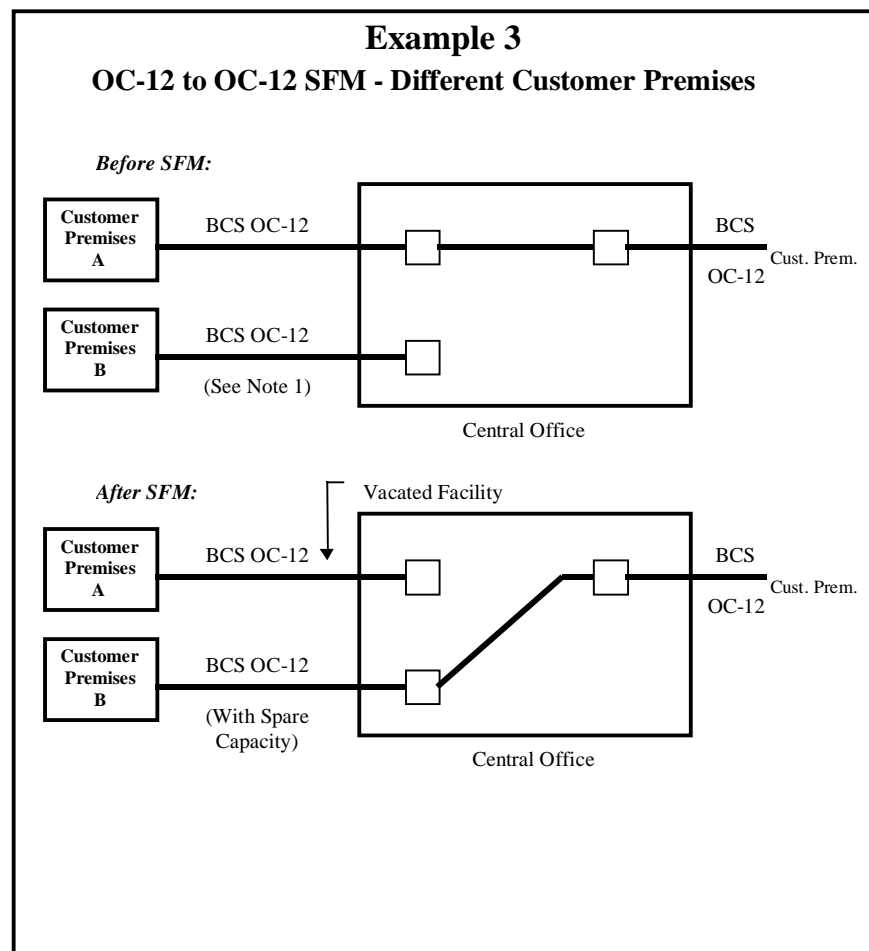 Example 3
OC-12 to OC-12 SFM - Different Customer Premises
Before SFM:
Customer
Premises
A
BCS OC-12
BCS
OC-12
Cust. Prem.
Customer
Premises
B
BCS OC-12
(See Note 1)
Central Office
After SFM:
Vacated Facility
Customer
Premises
A
BCS OC-12
BCS
OC-12
Cust. Prem.
Customer
Premises
B
BCS OC-12
(With Spare
Capacity)
Central Office